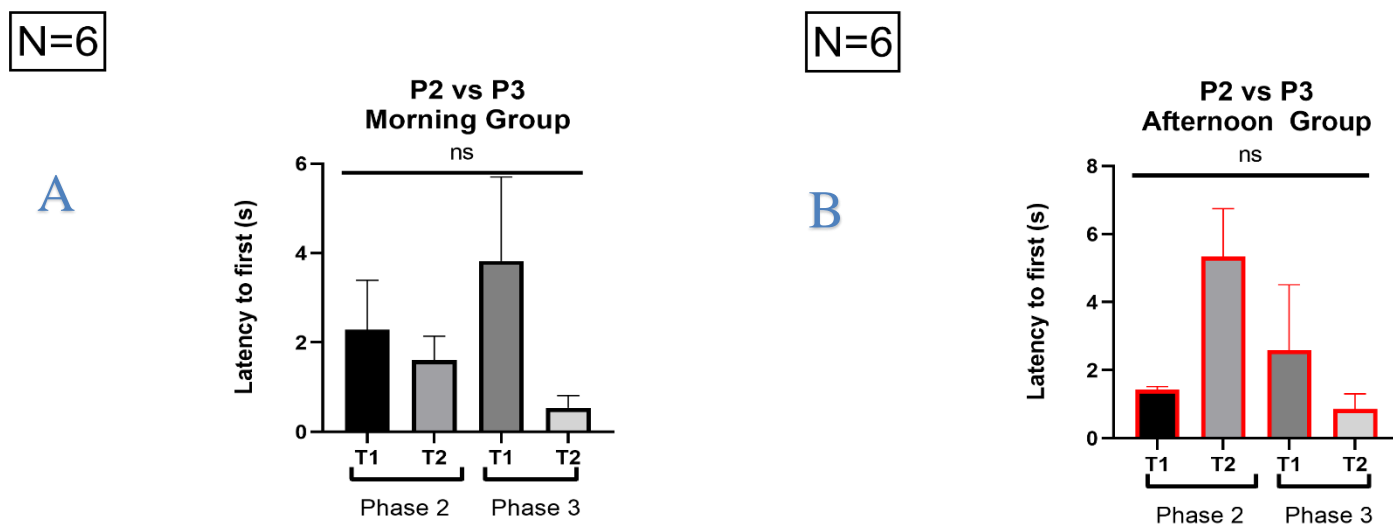 N=6
A
P2 vs P3
Morning Group
ns
Latency to first (s)
6
4
2
0
T1 T2 T1 T2
Phase 2 Phase 3
N=6
B
P2 vs P3
Afternoon Group
ns
Latency to first (s)
8
6
4
2
0
T1 T2 T1 T2
Phase 2 Phase 3